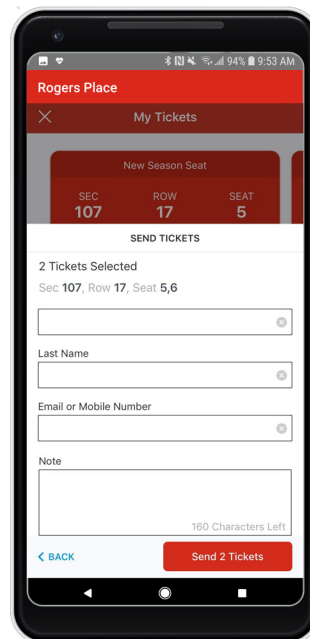 94% 9:53 AM
Rogers Place
My Tickets
New Season Seat
SEC ROW SEAT
107 17 5
SEND TICKETS
2 Tickets Selected
Sec 107, Row 17, Seat 5,6
Last Name
Email or Mobile Number
Note
160 Characters Left
BACK
Send 2 Tickets